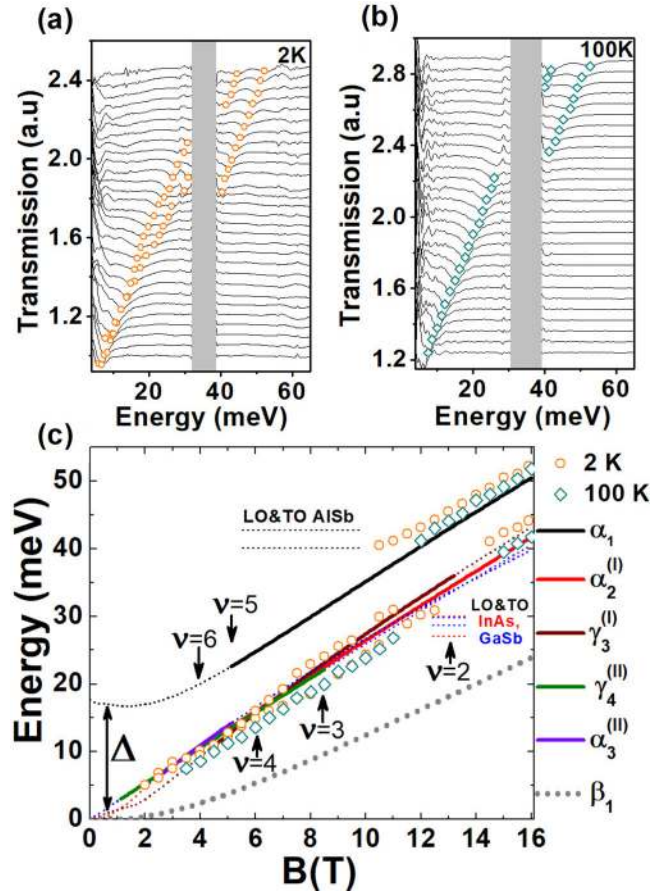 (a)
2K
Transmission (a.u)
2.4
2.0
1.6
1.2
20 40 60
Energy (meV)
(b)
100K
Transmission (a.u)
2.8
2.4
2.0
1.6
1.2
20 40 60
Energy (meV)
(c)
Energy (meV)
50
40
30
20
10
0
LO&TO AlSb
ν=5
ν=6
Δ
LO&TO
InAs,
GaSb
ν=2
ν=3
ν=4
0 2 4 6 8 10 12 14 16
B(T)
2 K
100 K
α₁
α₂⁽ᴵ⁾
γ₃⁽ᴵ⁾
γ₄⁽ᴵᴵ⁾
α₃⁽ᴵᴵ⁾
β₁